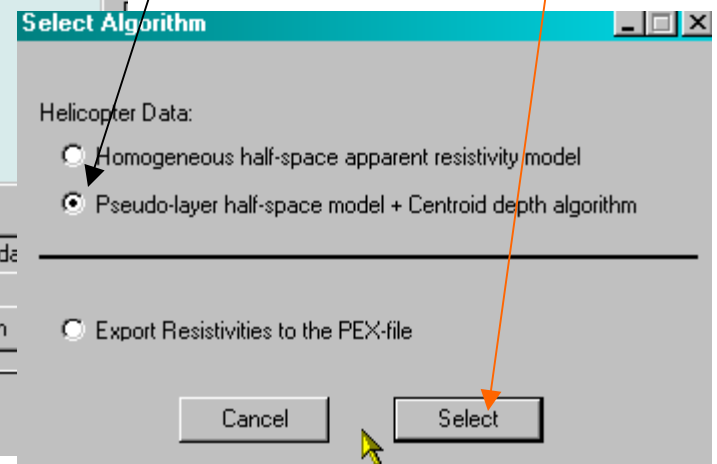 Select Algorithm
Helicopter Data:
Homogeneous half-space apparent resistivity model
Pseudo-layer half-space model + Centroid depth algorithm
Export Resistivities to the PEX-file
Cancel Select